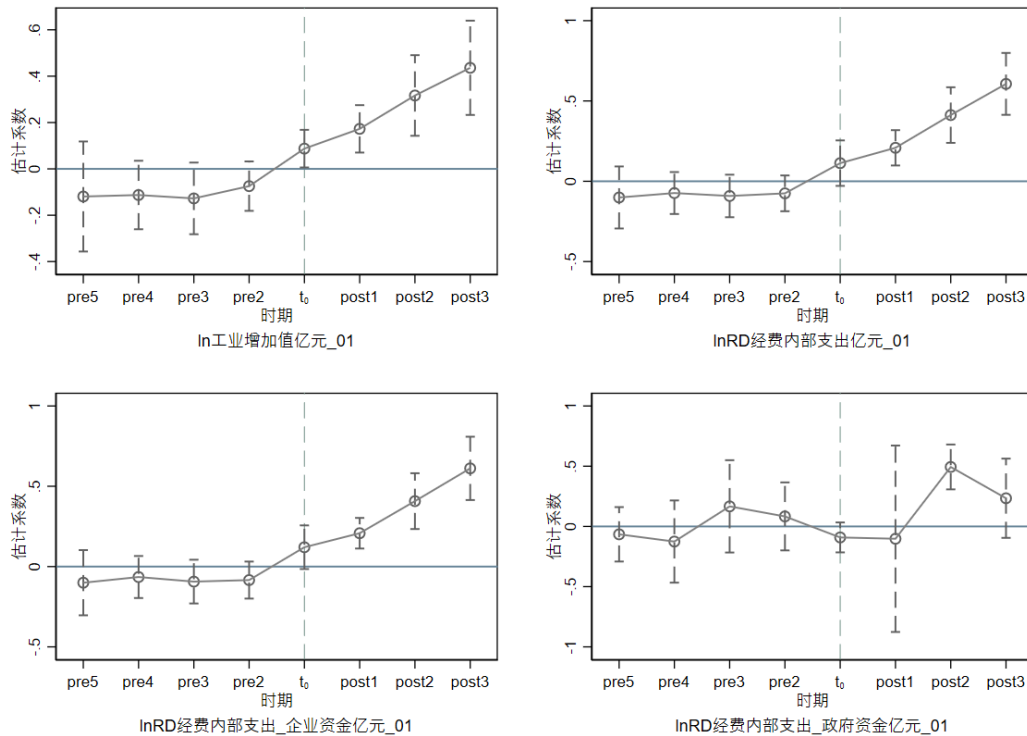 .6
.4
.2
0
-.2
-.4
估计系数
pre5 pre4 pre3 pre2 t₀ post1 post2 post3
时期
ln工业增加值亿元_01
1
.5
0
-.5
估计系数
pre5 pre4 pre3 pre2 t₀ post1 post2 post3
时期
lnRD经费内部支出亿元_01
1
.5
0
-.5
估计系数
pre5 pre4 pre3 pre2 t₀ post1 post2 post3
时期
lnRD经费内部支出_企业资金亿元_01
1
.5
0
-.5
-1
估计系数
pre5 pre4 pre3 pre2 t₀ post1 post2 post3
时期
lnRD经费内部支出_政府资金亿元_01